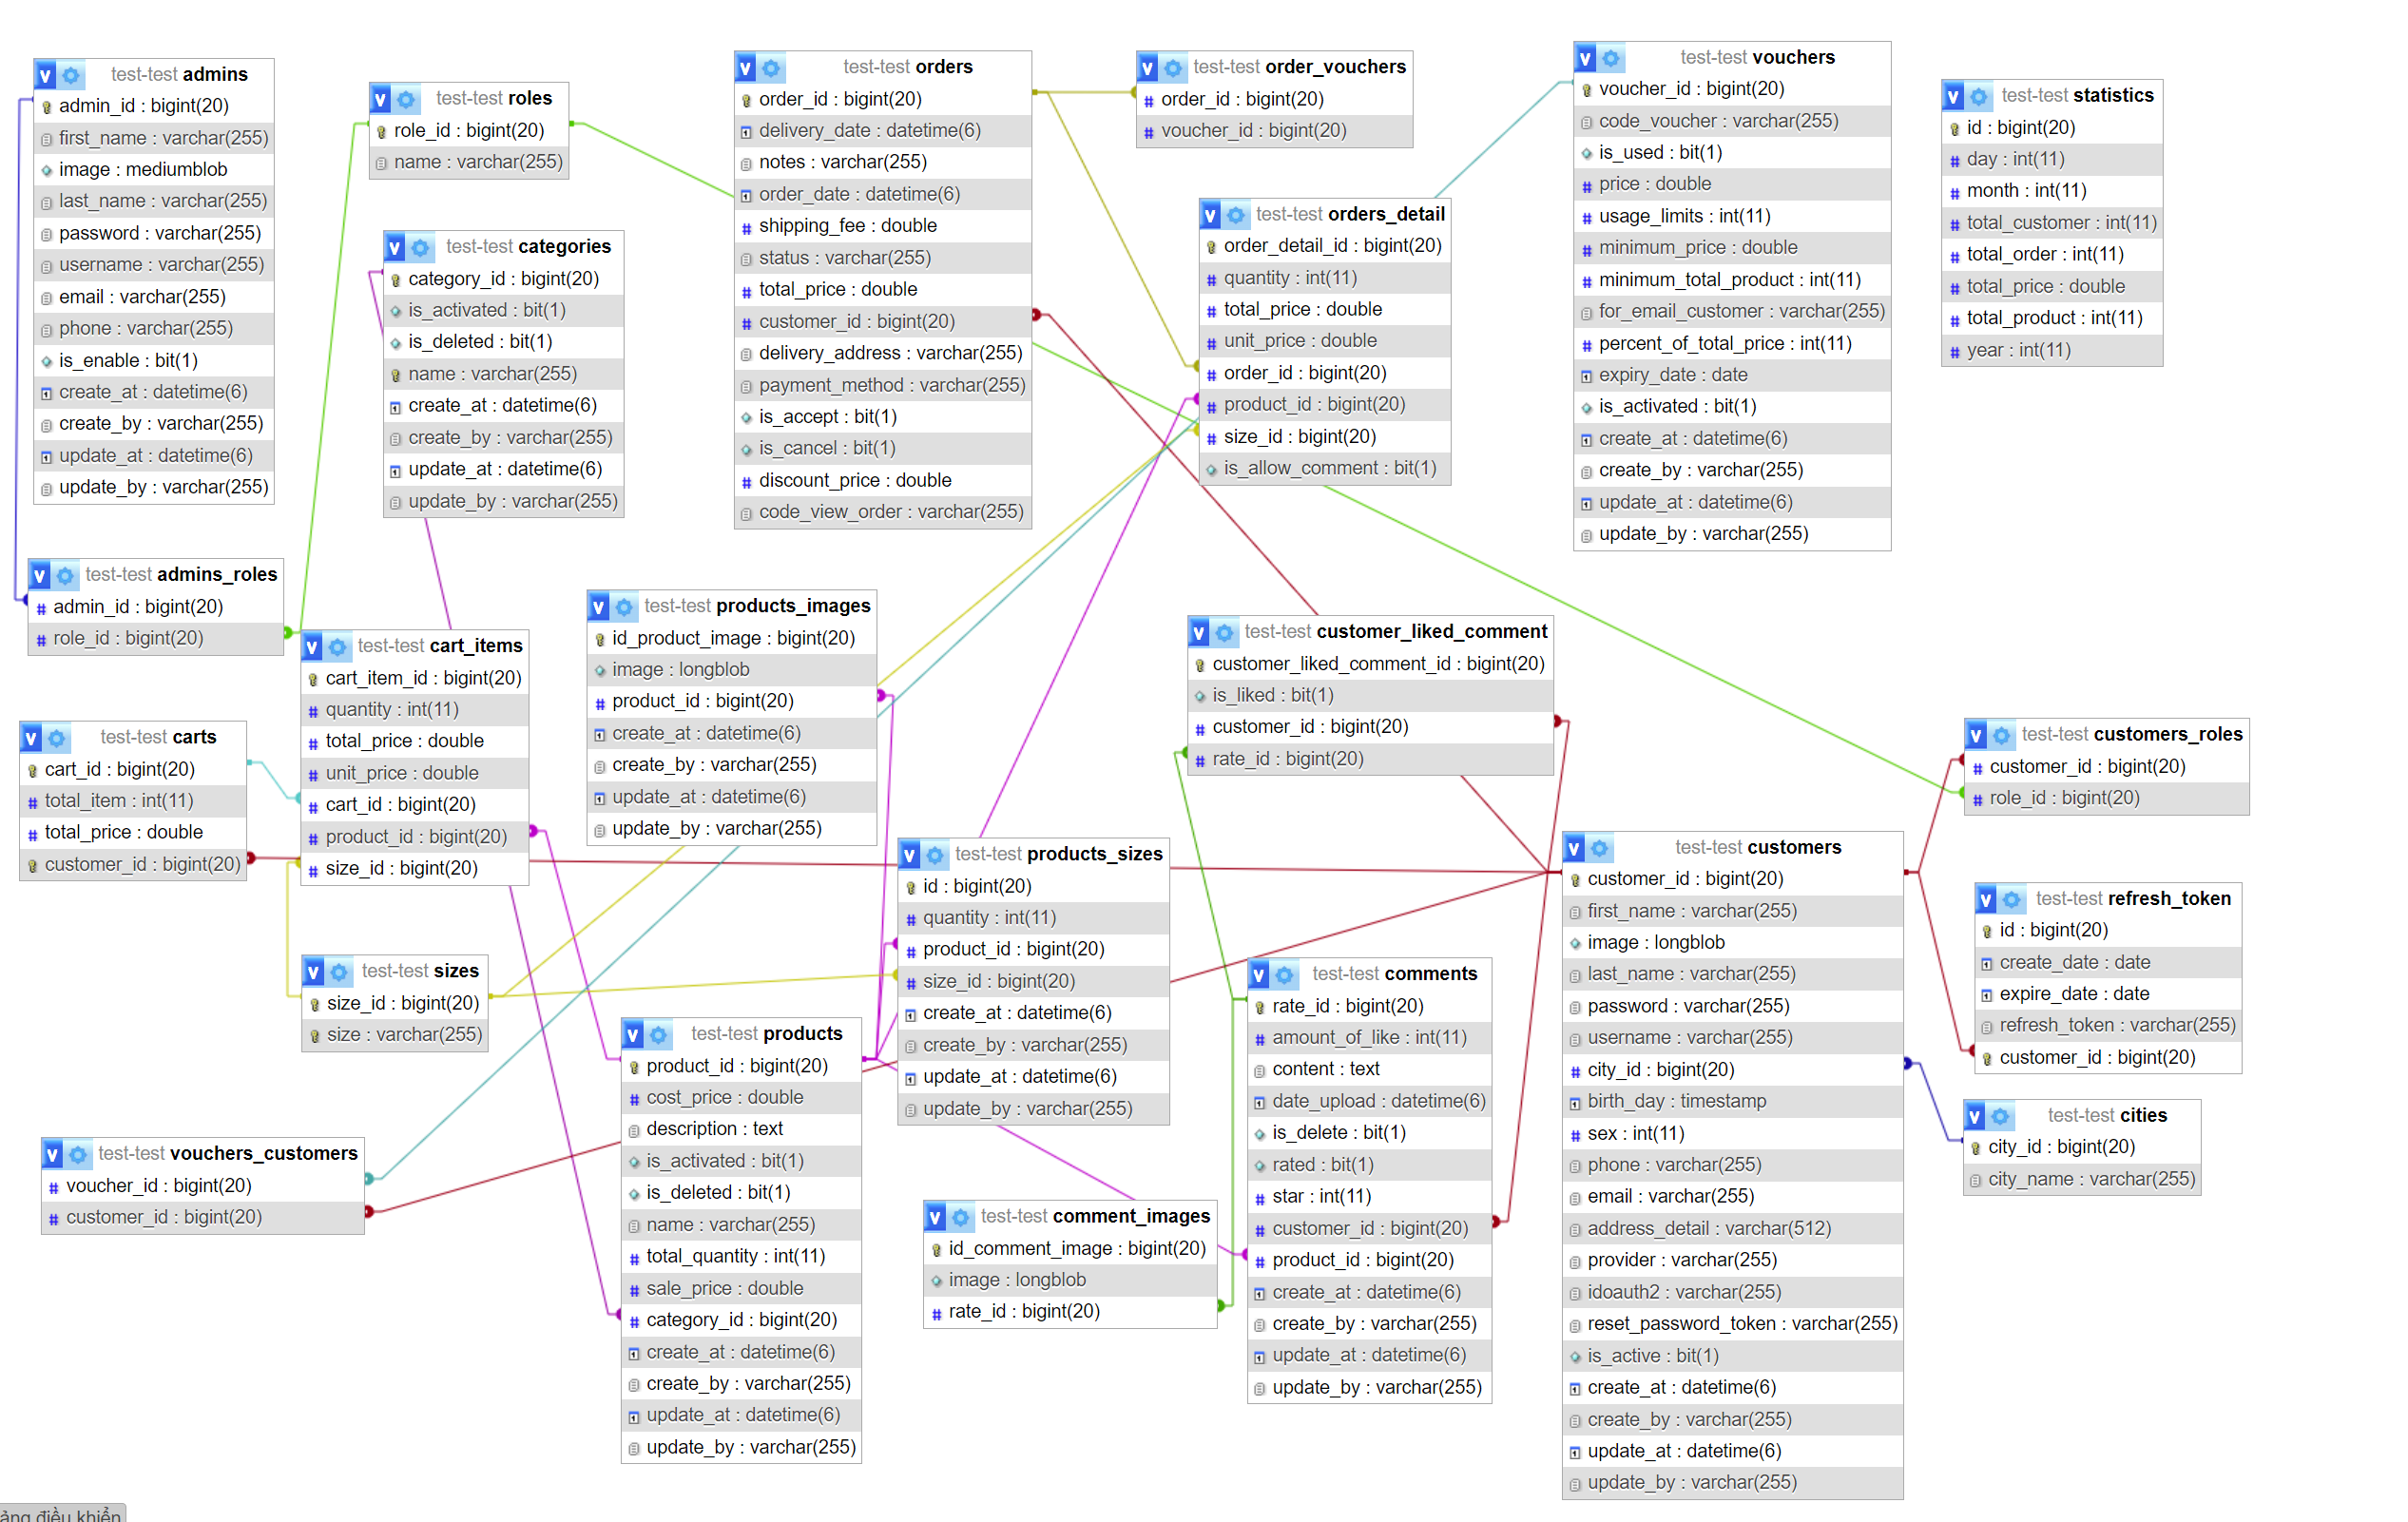 test-test admins
admin_id : bigint(20)
first_name : varchar(255)
image : mediumblob
last_name : varchar(255)
password : varchar(255)
username : varchar(255)
email : varchar(255)
phone : varchar(255)
is_enable : bit(1)
create_at : datetime(6)
create_by : varchar(255)
update_at : datetime(6)
update_by : varchar(255)
test-test roles
role_id : bigint(20)
name : varchar(255)
test-test categories
category_id : bigint(20)
is_activated : bit(1)
is_deleted : bit(1)
name : varchar(255)
create_at : datetime(6)
create_by : varchar(255)
update_at : datetime(6)
update_by : varchar(255)
test-test orders
order_id : bigint(20)
delivery_date : datetime(6)
notes : varchar(255)
order_date : datetime(6)
shipping_fee : double
status : varchar(255)
total_price : double
customer_id : bigint(20)
delivery_address : varchar(255)
payment_method : varchar(255)
is_accept : bit(1)
is_cancel : bit(1)
discount_price : double
code_view_order : varchar(255)
test-test order_vouchers
order_id : bigint(20)
voucher_id : bigint(20)
test-test orders_detail
order_detail_id : bigint(20)
quantity : int(11)
total_price : double
unit_price : double
order_id : bigint(20)
product_id : bigint(20)
size_id : bigint(20)
is_allow_comment : bit(1)
test-test vouchers
voucher_id : bigint(20)
code_voucher : varchar(255)
is_used : bit(1)
price : double
usage_limits : int(11)
minimum_price : double
minimum_total_product : int(11)
for_email_customer : varchar(255)
percent_of_total_price : int(11)
expiry_date : date
is_activated : bit(1)
create_at : datetime(6)
create_by : varchar(255)
update_at : datetime(6)
update_by : varchar(255)
test-test statistics
id : bigint(20)
day : int(11)
month : int(11)
total_customer : int(11)
total_order : int(11)
total_price : double
total_product : int(11)
year : int(11)
test-test admins_roles
admin_id : bigint(20)
role_id : bigint(20)
test-test cart_items
cart_item_id : bigint(20)
quantity : int(11)
total_price : double
unit_price : double
cart_id : bigint(20)
product_id : bigint(20)
size_id : bigint(20)
test-test carts
cart_id : bigint(20)
total_item : int(11)
total_price : double
customer_id : bigint(20)
test-test products_images
id_product_image : bigint(20)
image : longblob
product_id : bigint(20)
create_at : datetime(6)
create_by : varchar(255)
update_at : datetime(6)
update_by : varchar(255)
test-test customer_liked_comment
customer_liked_comment_id : bigint(20)
is_liked : bit(1)
customer_id : bigint(20)
rate_id : bigint(20)
test-test customers_roles
customer_id : bigint(20)
role_id : bigint(20)
test-test products_sizes
id : bigint(20)
quantity : int(11)
product_id : bigint(20)
size_id : bigint(20)
create_at : datetime(6)
create_by : varchar(255)
update_at : datetime(6)
update_by : varchar(255)
test-test customers
customer_id : bigint(20)
first_name : varchar(255)
image : longblob
last_name : varchar(255)
password : varchar(255)
username : varchar(255)
city_id : bigint(20)
birth_day : timestamp
sex : int(11)
phone : varchar(255)
email : varchar(255)
address_detail : varchar(512)
provider : varchar(255)
idoauth2 : varchar(255)
reset_password_token : varchar(255)
is_active : bit(1)
create_at : datetime(6)
create_by : varchar(255)
update_at : datetime(6)
update_by : varchar(255)
test-test refresh_token
id : bigint(20)
create_date : date
expire_date : date
refresh_token : varchar(255)
customer_id : bigint(20)
test-test sizes
size_id : bigint(20)
size : varchar(255)
test-test comments
rate_id : bigint(20)
amount_of_like : int(11)
content : text
date_upload : datetime(6)
is_delete : bit(1)
rated : bit(1)
star : int(11)
customer_id : bigint(20)
product_id : bigint(20)
create_at : datetime(6)
create_by : varchar(255)
update_at : datetime(6)
update_by : varchar(255)
test-test products
product_id : bigint(20)
cost_price : double
description : text
is_activated : bit(1)
is_deleted : bit(1)
name : varchar(255)
total_quantity : int(11)
sale_price : double
category_id : bigint(20)
create_at : datetime(6)
create_by : varchar(255)
update_at : datetime(6)
update_by : varchar(255)
test-test cities
city_id : bigint(20)
city_name : varchar(255)
test-test vouchers_customers
voucher_id : bigint(20)
customer_id : bigint(20)
test-test comment_images
id_comment_image : bigint(20)
image : longblob
rate_id : bigint(20)
điều khiển